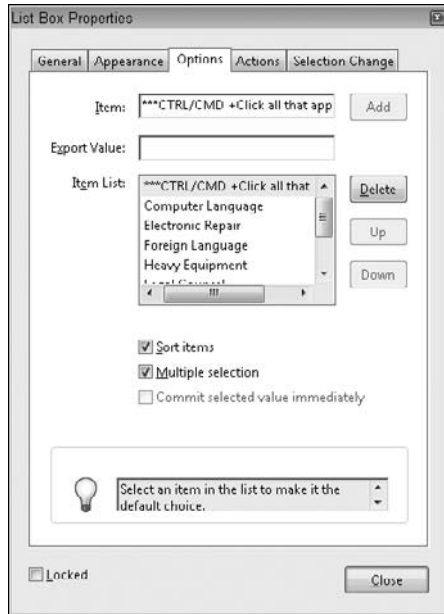 List Box Properties
General Appearance Options Actions Selection Change
Item: ***CTRL/CMD +Click all that app Add
Export Value:
Item List: ***CTRL/CMD +Click all that Delete
Computer Language
Electronic Repair Up
Foreign Language
Heavy Equipment Down
Legal Counsel
Sort items
Multiple selection
Commit selected value immediately
Select an item in the list to make it the
default choice.
Locked Close